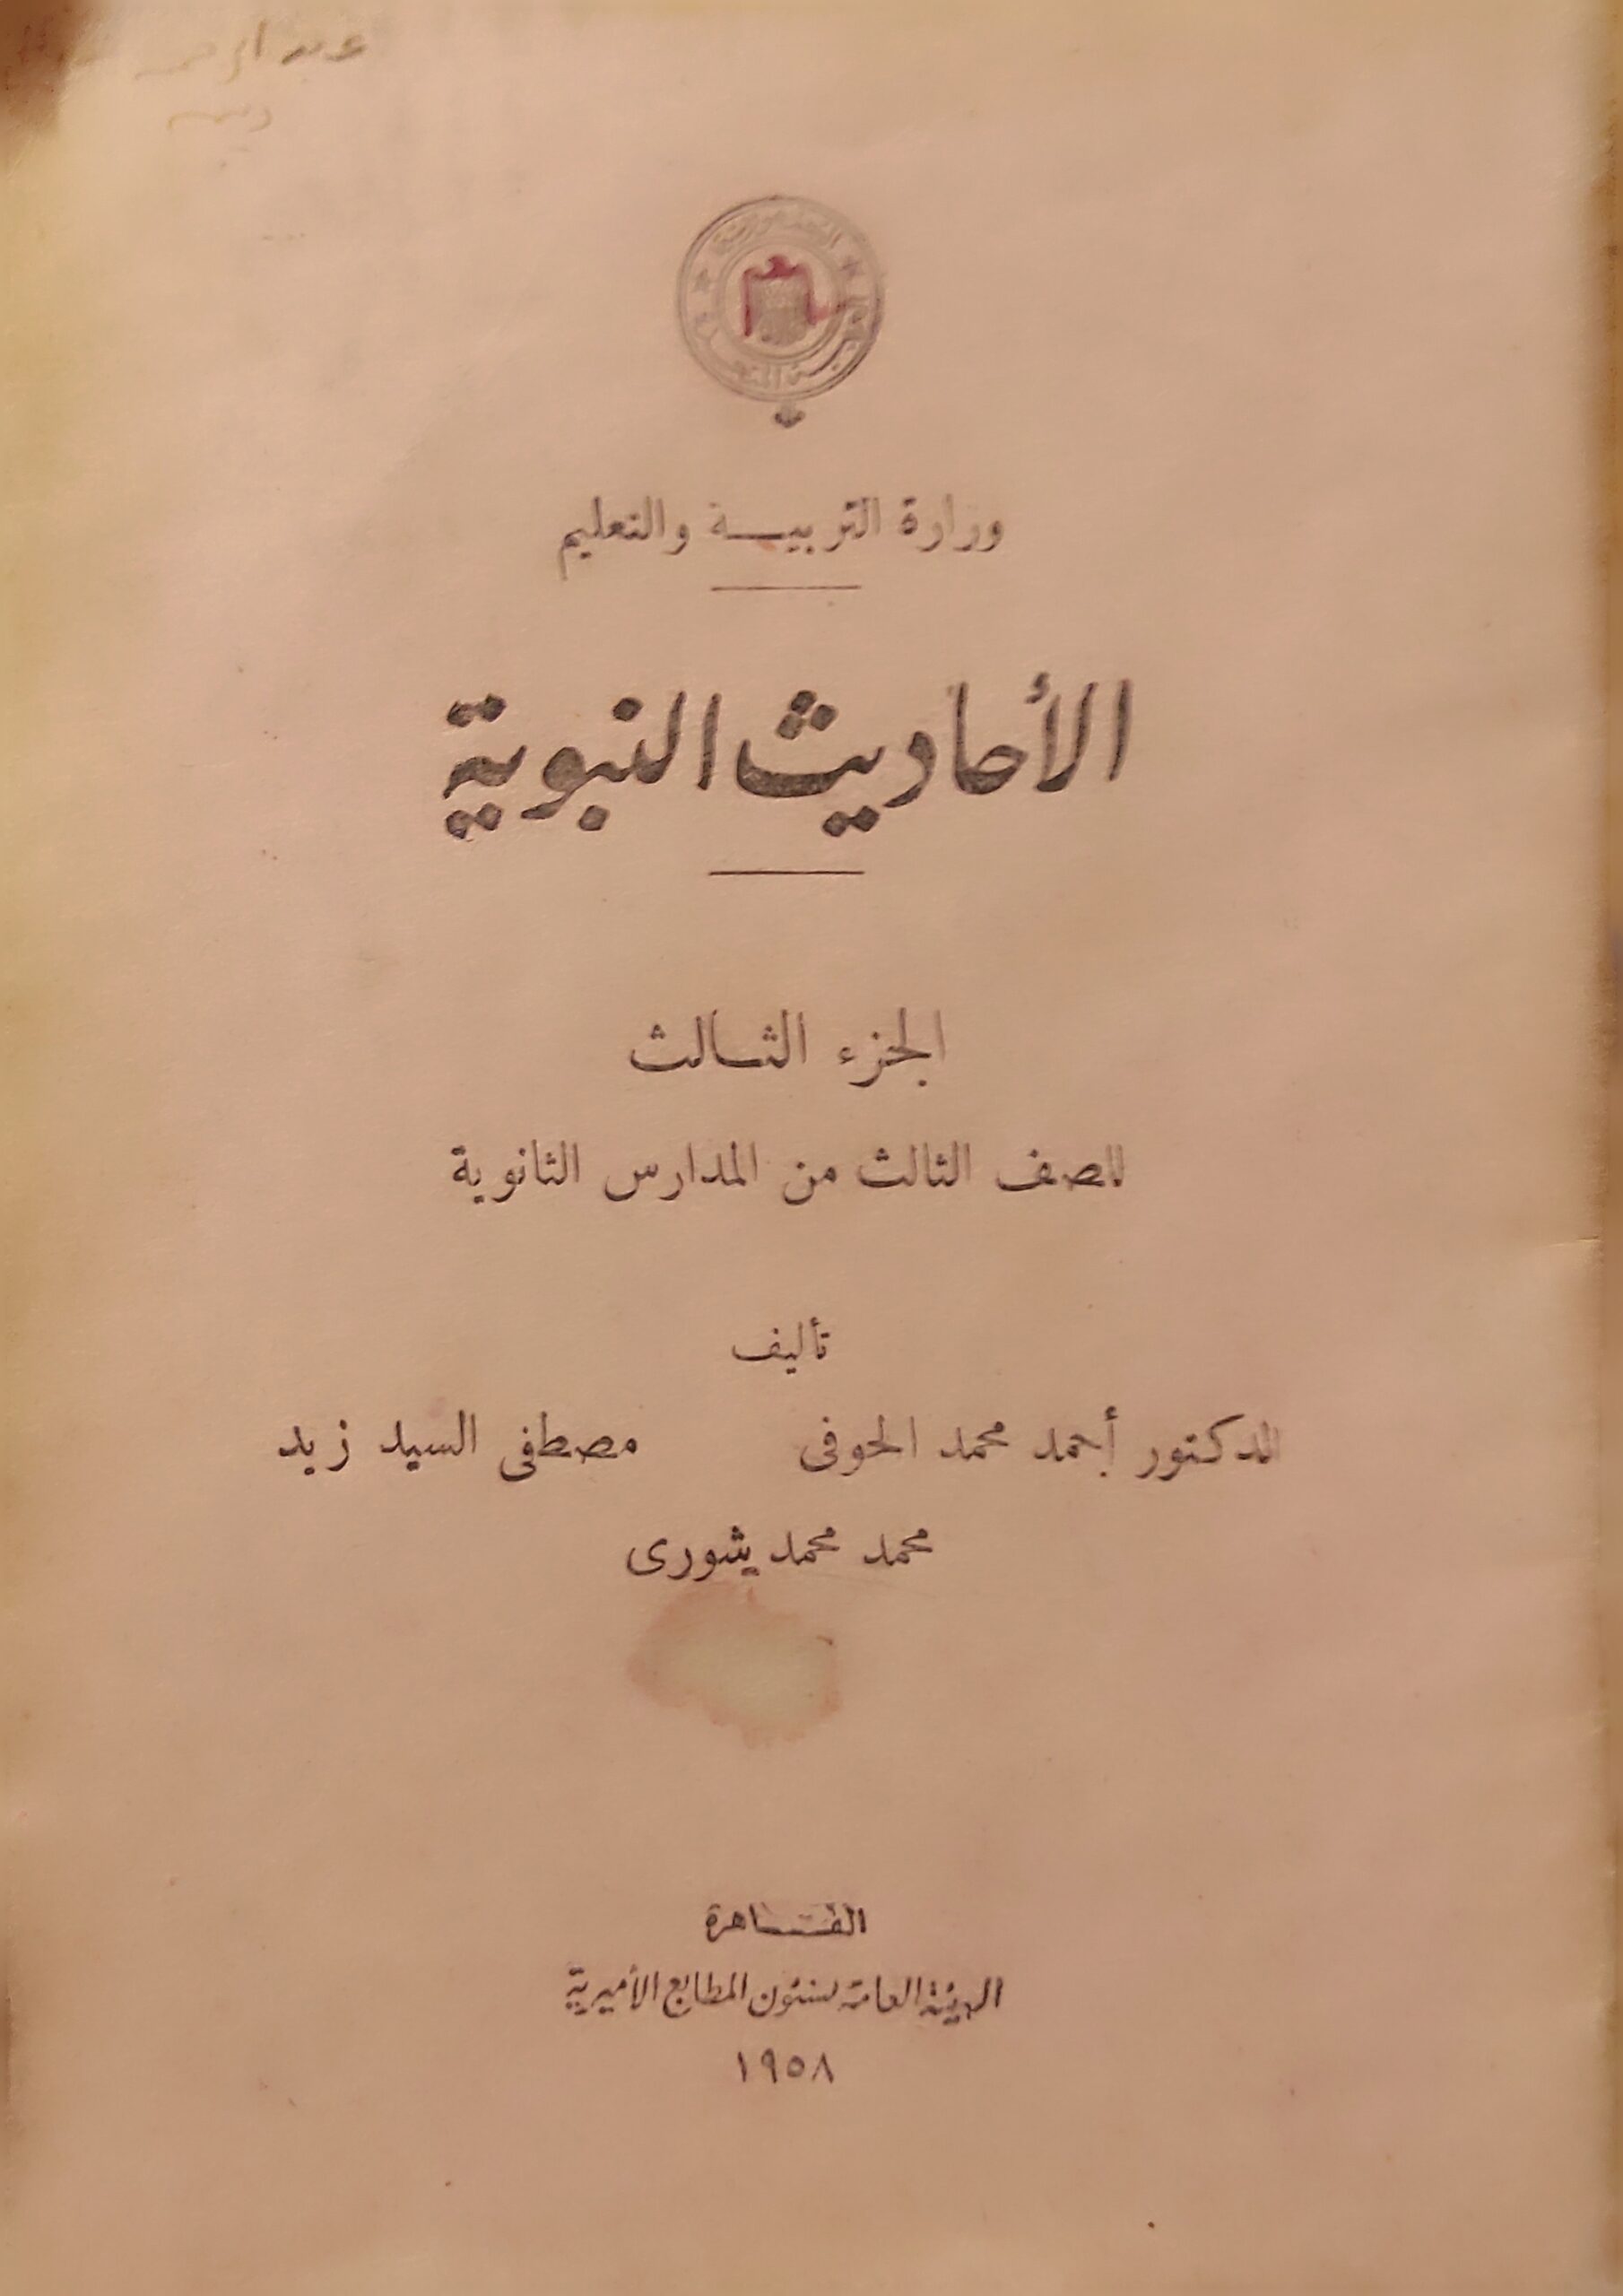 وزارة التربيــة والتعليم
الأحاديث النبوية
الجزء الثـالث
للصف الثالث من المدارس الثانوية
تأليف
الدكتور أحمد محمد الحوفى مصطفى السيد زيد
محمد محمد يشورى
القـــاهرة
الهيئة العامة لشئون المطابع الأميرية
١٩٥٨